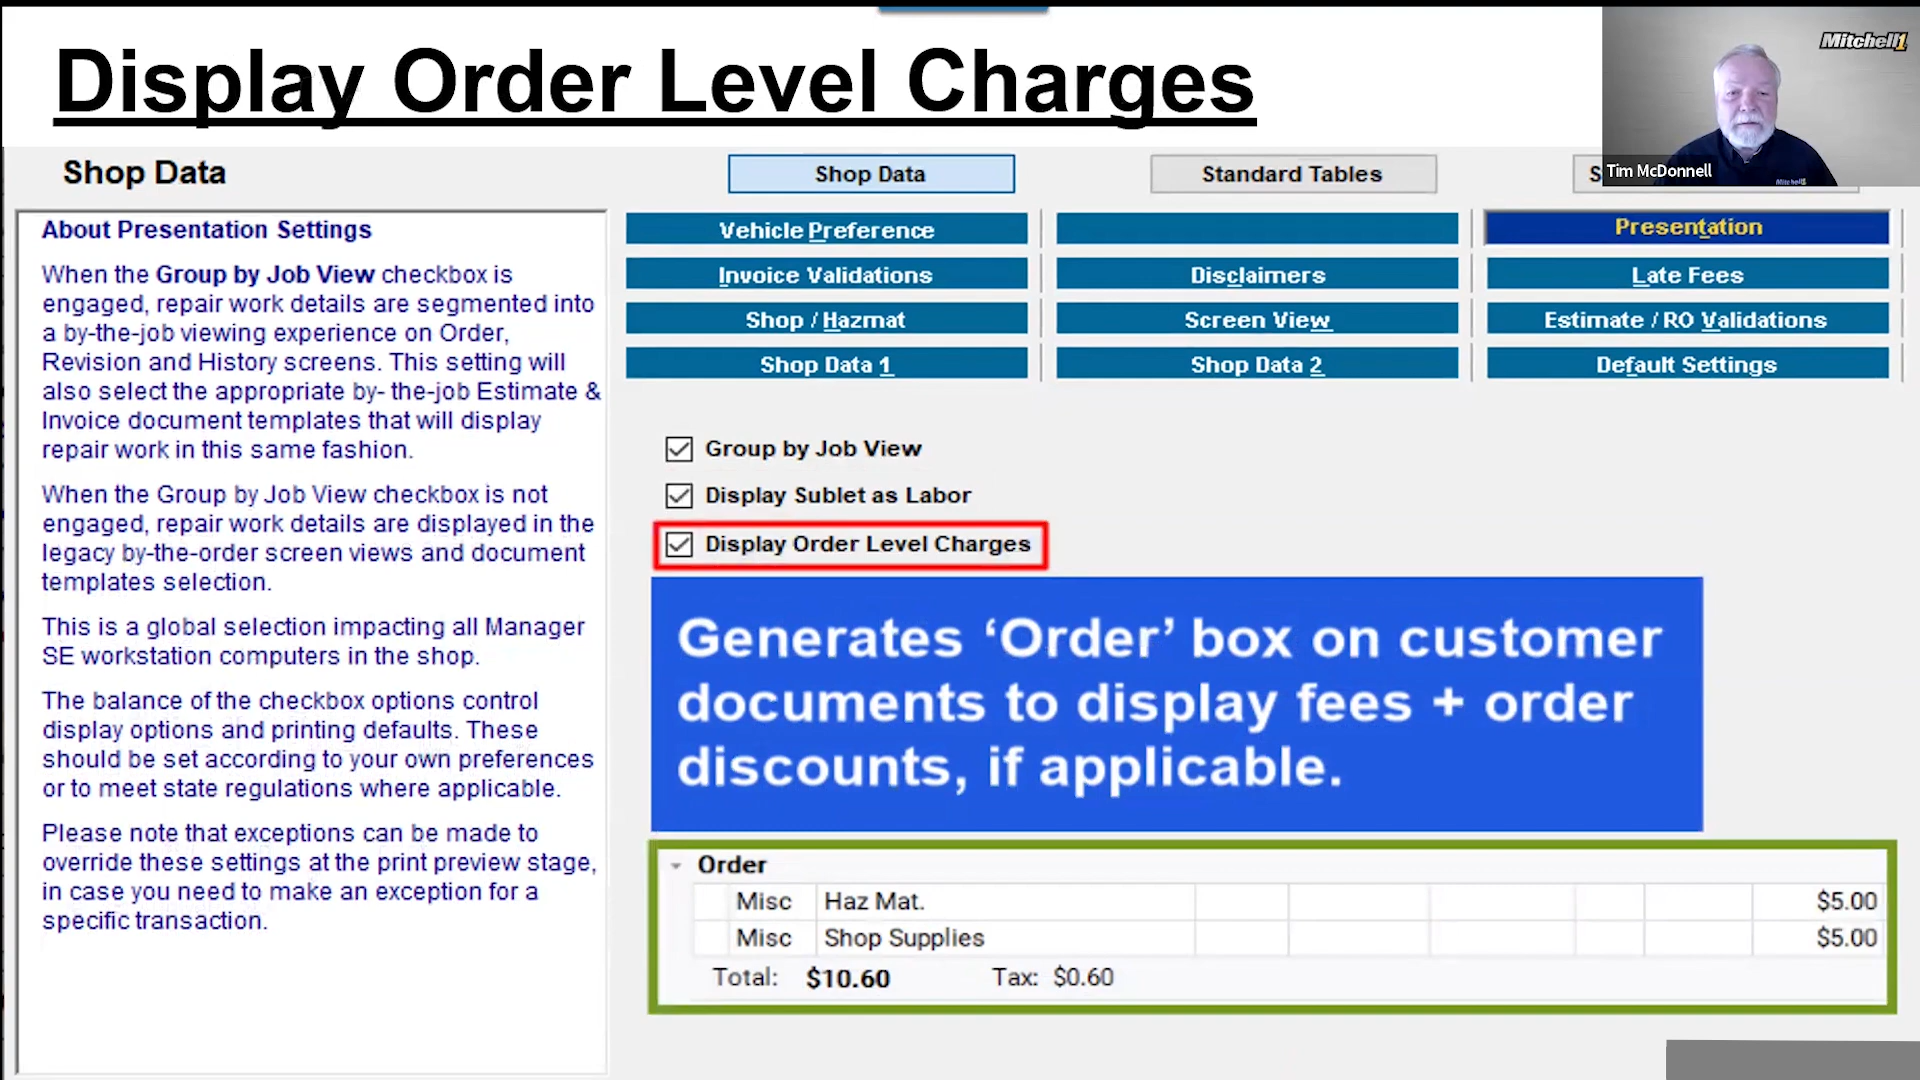 Display Order Level Charges
Mitchell1
Tim McDonnell
Shop Data
Shop Data
Standard Tables
S
About Presentation Settings
When the Group by Job View checkbox is
engaged, repair work details are segmented into
a by-the-job viewing experience on Order,
Revision and History screens. This setting will
also select the appropriate by- the-job Estimate &
Invoice document templates that will display
repair work in this same fashion.
When the Group by Job View checkbox is not
engaged, repair work details are displayed in the
legacy by-the-order screen views and document
templates selection.
This is a global selection impacting all Manager
SE workstation computers in the shop.
The balance of the checkbox options control
display options and printing defaults. These
should be set according to your own preferences
or to meet state regulations where applicable.
Please note that exceptions can be made to
override these settings at the print preview stage,
in case you need to make an exception for a
specific transaction.
Vehicle Preference
Presentation
Invoice Validations
Disclaimers
Late Fees
Shop / Hazmat
Screen View
Estimate / RO Validations
Shop Data 1
Shop Data 2
Default Settings
Group by Job View
Display Sublet as Labor
Display Order Level Charges
Generates ‘Order’ box on customer
documents to display fees + order
discounts, if applicable.
Order
Misc Haz Mat. $5.00
Misc Shop Supplies $5.00
Total: $10.60 Tax: $0.60